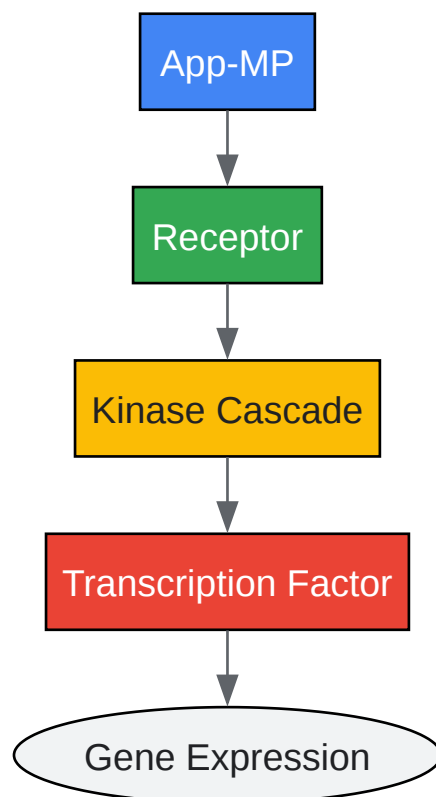 App-MP
Receptor
Kinase Cascade
Transcription Factor
Gene Expression